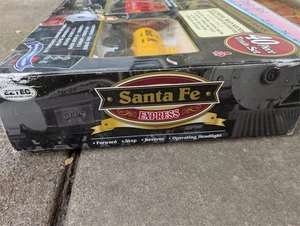 EZTEC
Santa Fe
EXPRESS
• Forward • Stop • Reverse • Operating Headlight